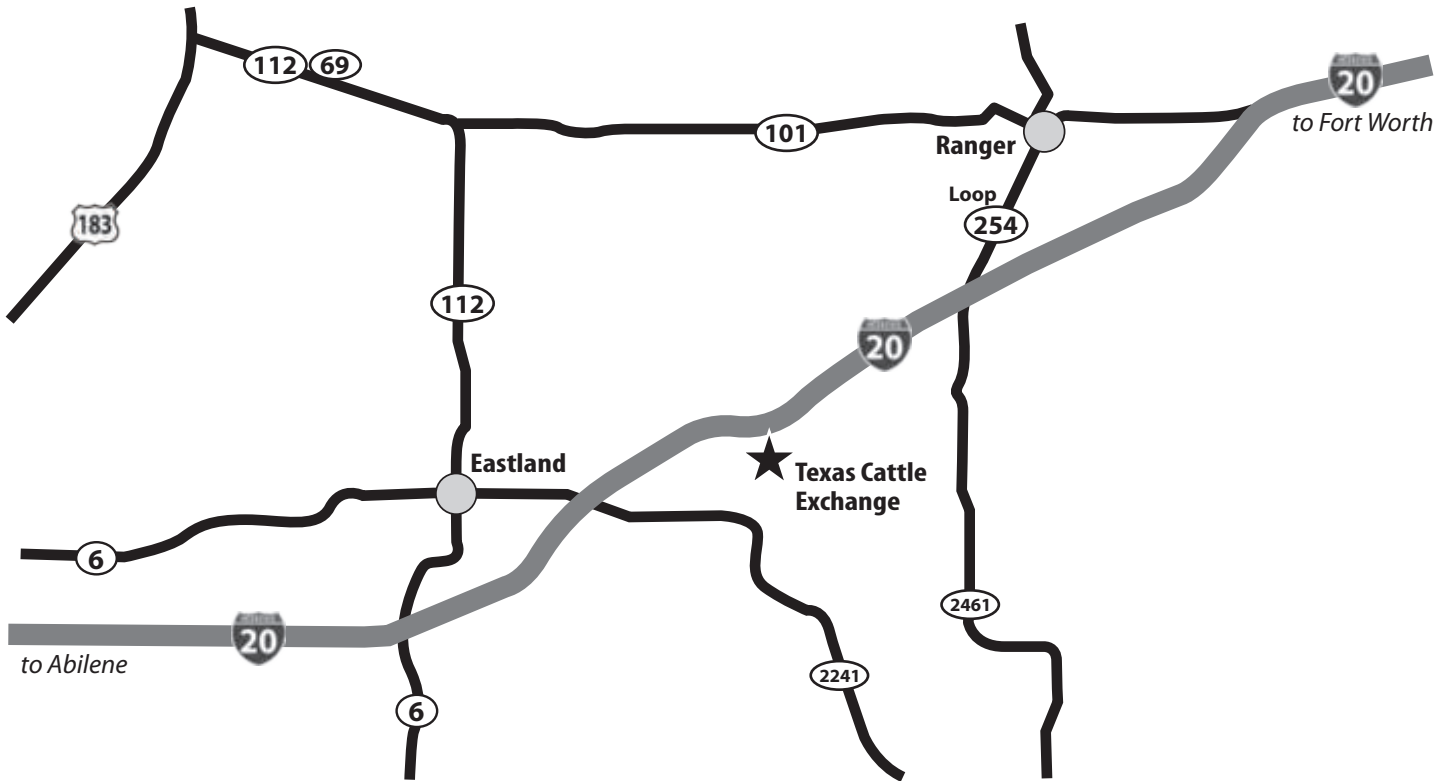 112
69
20
to Fort Worth
101
Ranger
Loop
254
183
112
20
Eastland
Texas Cattle
Exchange
6
2461
20
to Abilene
2241
6